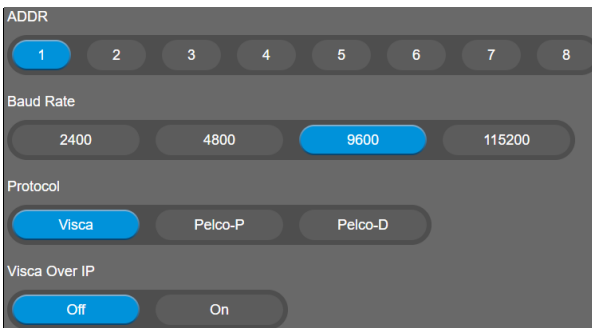 ADDR
1 2 3 4 5 6 7 8
Baud Rate
2400 4800 9600 115200
Protocol
Visca Pelco-P Pelco-D
Visca Over IP
Off On